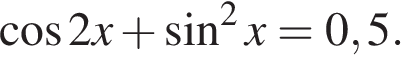 cos 2x + sin² x = 0,5.